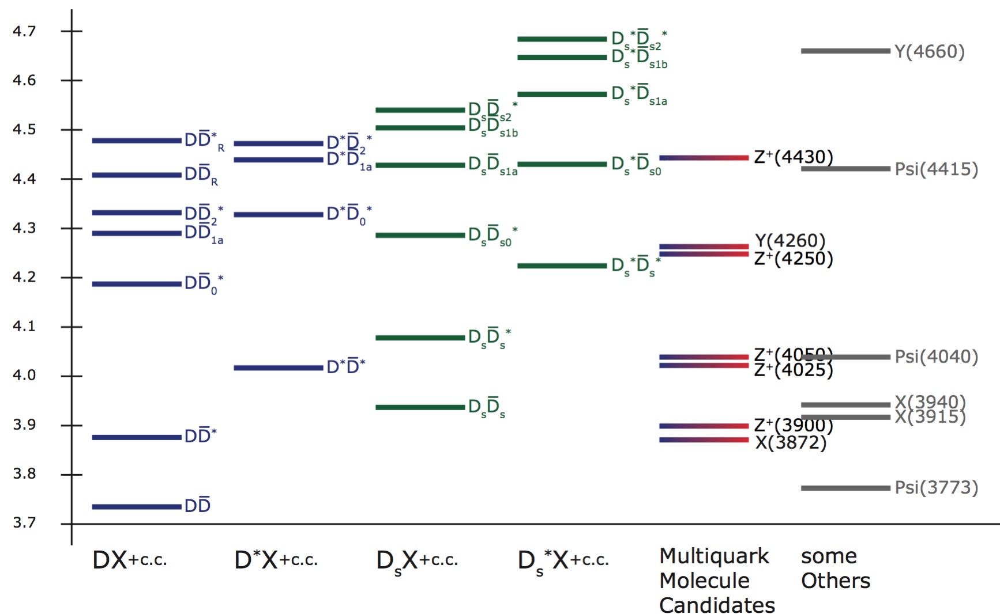 4.7
4.6
4.5
4.4
4.3
4.2
4.1
4.0
3.9
3.8
3.7
DD̅*R
DD̅R
DD̅2*
DD̅1a
DD̅0*
DD̅*
DD̅
D*D̅2*
D*D̅1a
D*D̅0*
D*D̅*
DsD̅s2*
DsD̅s1b
DsD̅s1a
DsD̅s0*
DsD̅s*
DsD̅s
Ds*D̅s2*
Ds*D̅s1b
Ds*D̅s1a
Ds*D̅s0
Ds*D̅s*
Z+(4430)
Y(4260)
Z+(4250)
Z+(4050)
Z+(4025)
Z+(3900)
X(3872)
Y(4660)
Psi(4415)
Psi(4040)
X(3940)
X(3915)
Psi(3773)
DX+c.c.
D*X+c.c.
DsX+c.c.
Ds*X+c.c.
Multiquark
Molecule
Candidates
some
Others